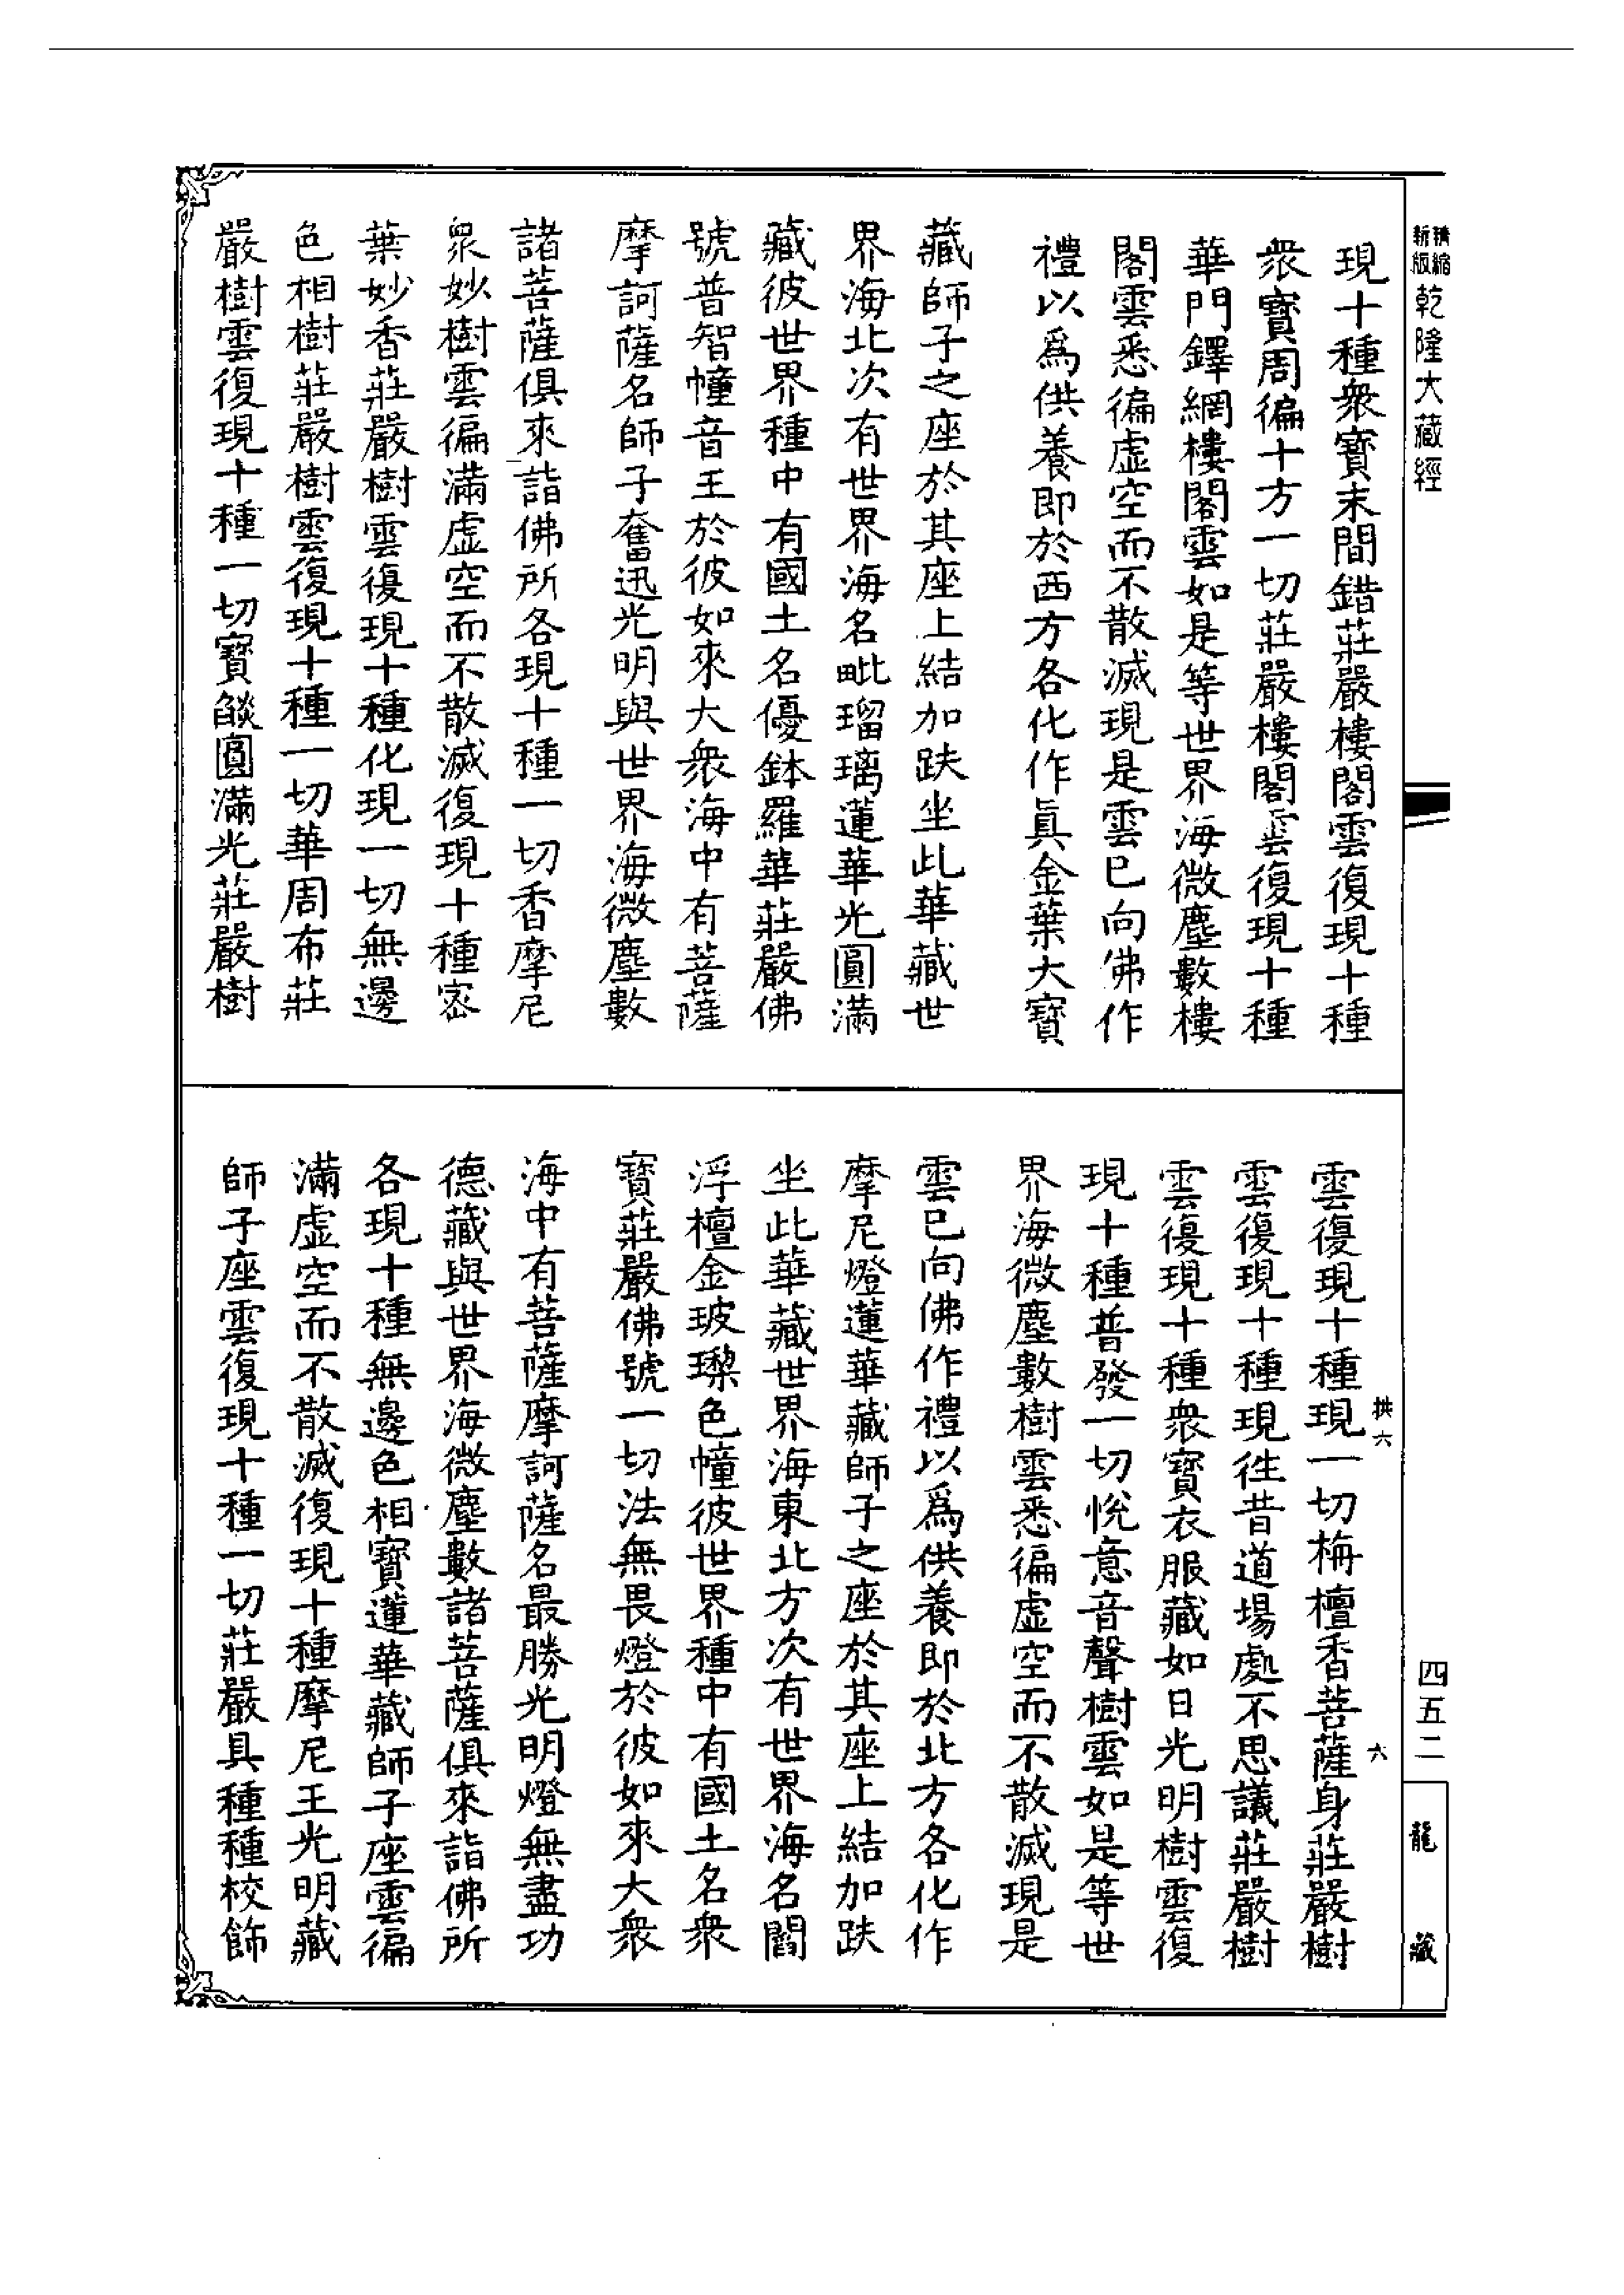 精縮新版乾隆大藏經
現十種衆寶末間錯莊嚴樓閣雲復現十種
衆寶周徧十方一切莊嚴樓閣雲復現十種
華門鐸網樓閣雲如是等世界海微塵數樓
閣雲悉徧虛空而不散滅現是雲已向佛作
禮以爲供養即於西方各化作眞金葉大寶
藏師子之座於其座上結加趺坐此華藏世
界海北次有世界海名毗瑠璃蓮華光圓滿
藏彼世界種中有國土名優鉢羅華莊嚴佛
號普智幢音王於彼如來大衆海中有菩薩
摩訶薩名師子奮迅光明與世界海微塵數
諸菩薩俱來詣佛所各現十種一切香摩尼
衆妙樹雲徧滿虛空而不散滅復現十種密
葉妙香莊嚴樹雲復現十種化現一切無邊
色相樹莊嚴樹雲復現十種一切華周布莊
嚴樹雲復現十種一切寶燄圓滿光莊嚴樹
雲復現十種現一切栴檀香菩薩身莊嚴樹
雲復現十種現往昔道場處不思議莊嚴樹
雲復現十種衆寶衣服藏如日光明樹雲復
現十種普發一切悅意音聲樹雲如是等世
界海微塵數樹雲悉徧虛空而不散滅現是
雲已向佛作禮以爲供養即於北方各化作
摩尼燈蓮華藏師子之座於其座上結加趺
坐此華藏世界海東北方次有世界海名閻
浮檀金玻瓈色幢彼世界種中有國土名衆
寶莊嚴佛號一切法無畏燈於彼如來大衆
海中有菩薩摩訶薩名最勝光明燈無盡功
德藏與世界海微塵數諸菩薩俱來詣佛所
各現十種無邊色相寶蓮華藏師子座雲徧
滿虛空而不散滅復現十種摩尼王光明藏
師子座雲復現十種一切莊嚴具種種校飾
拱六
六
四五二
龍藏